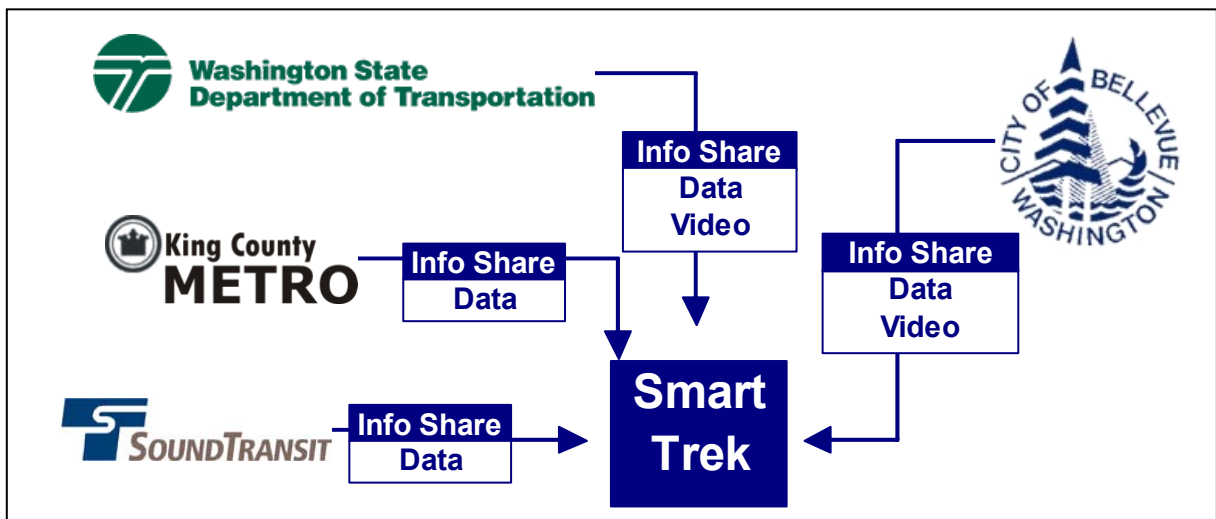 Washington State
Department of Transportation
Info Share
Data
Video
CITY OF BELLEVUE
WASHINGTON
King County
METRO
Info Share
Data
Info Share
Data
Video
SOUNDTRANSIT
Info Share
Data
Smart
Trek